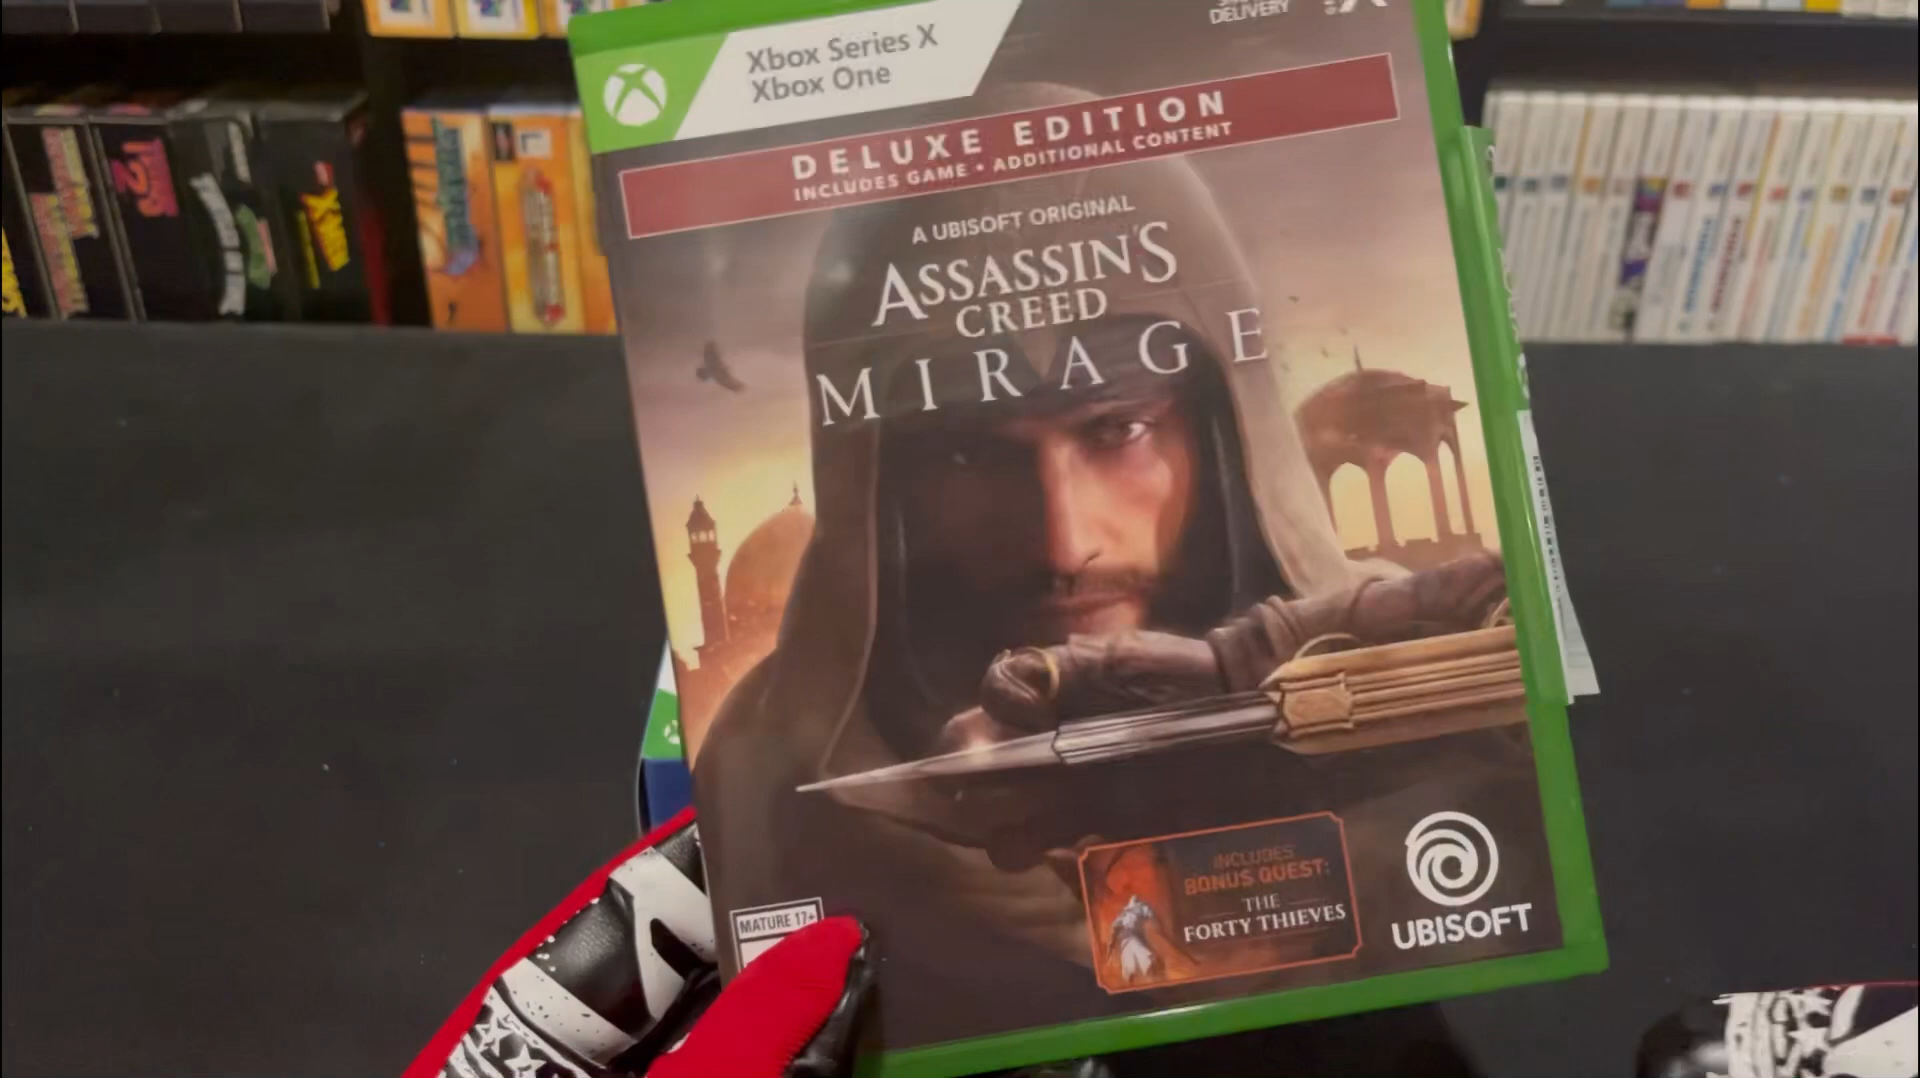 Xbox Series X
Xbox One
DELIVERY
DELUXE EDITION
INCLUDES GAME • ADDITIONAL CONTENT
A UBISOFT ORIGINAL
ASSASSIN'S
CREED
MIRAGE
INCLUDES
BONUS QUEST:
THE
FORTY THIEVES
UBISOFT
MATURE 17+